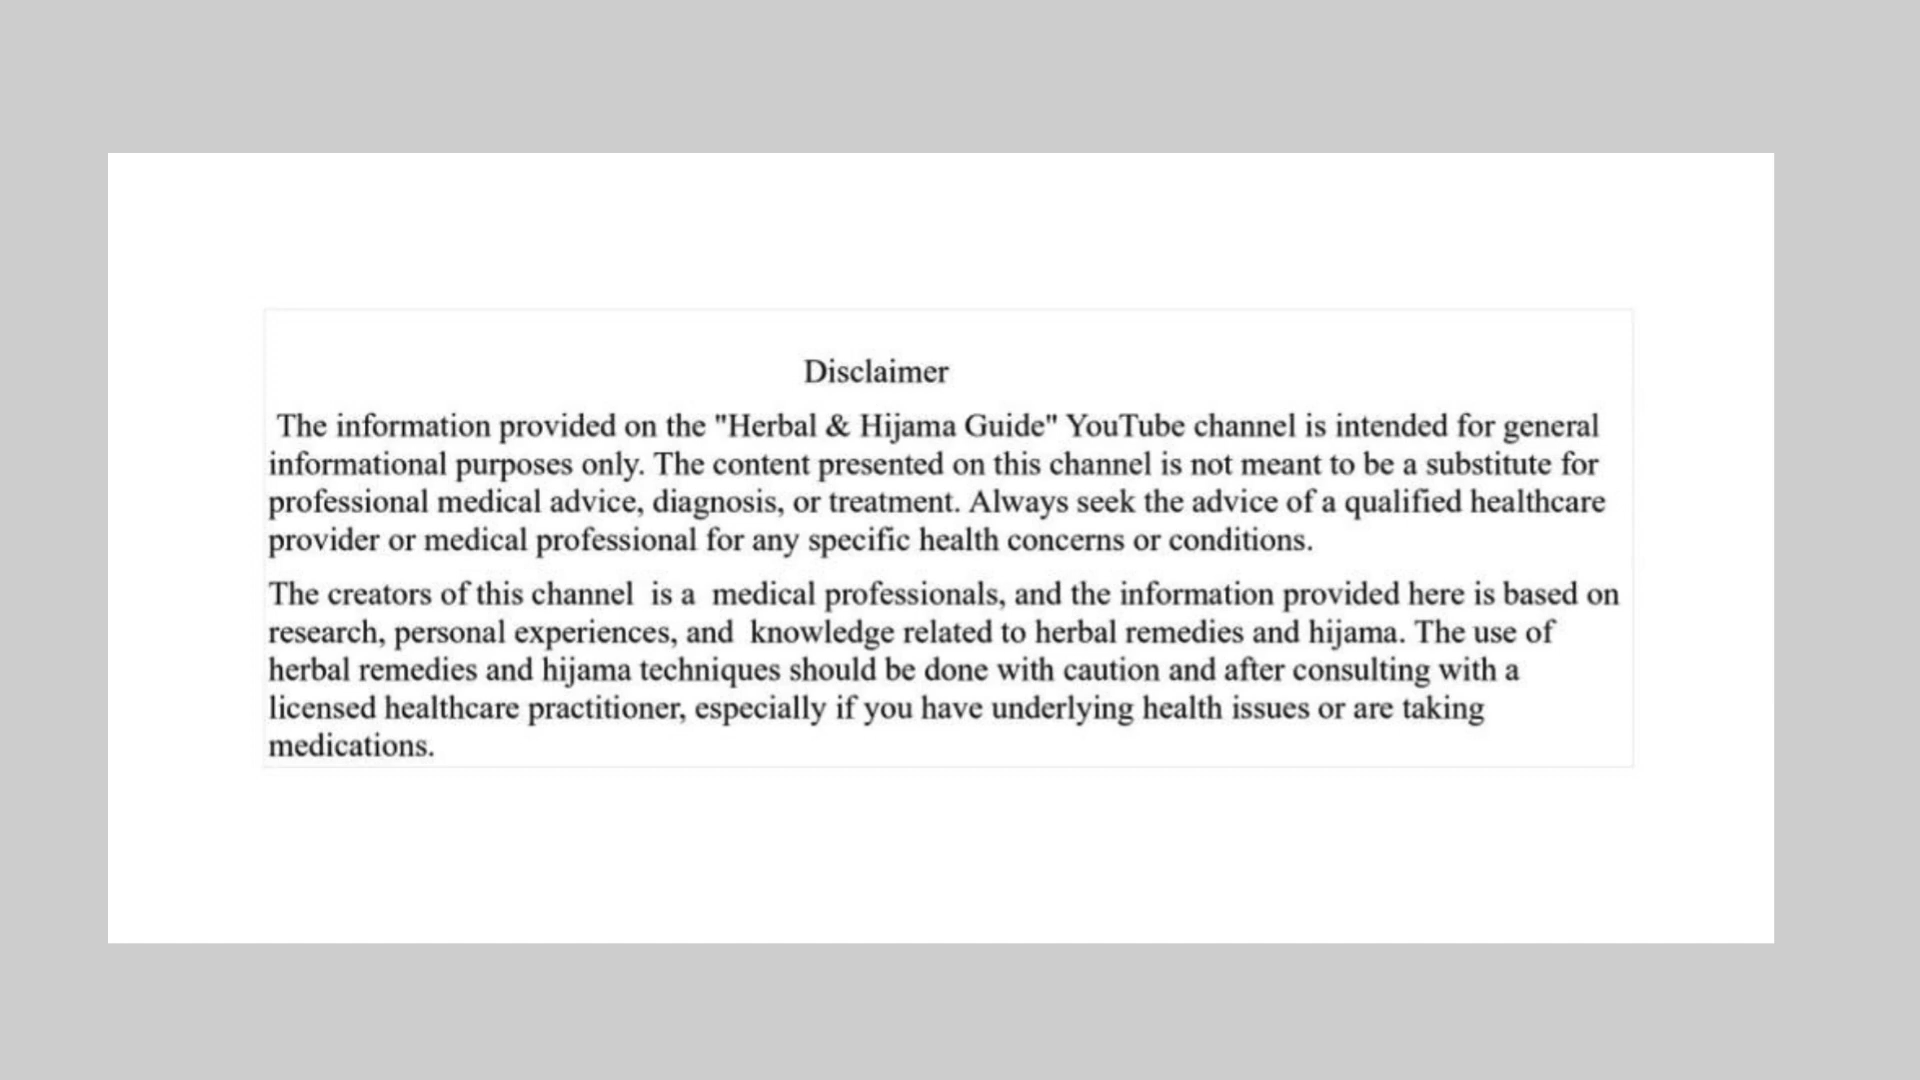 Disclaimer
The information provided on the "Herbal & Hijama Guide" YouTube channel is intended for general
informational purposes only. The content presented on this channel is not meant to be a substitute for
professional medical advice, diagnosis, or treatment. Always seek the advice of a qualified healthcare
provider or medical professional for any specific health concerns or conditions.
The creators of this channel  is a  medical professionals, and the information provided here is based on
research, personal experiences, and  knowledge related to herbal remedies and hijama. The use of
herbal remedies and hijama techniques should be done with caution and after consulting with a
licensed healthcare practitioner, especially if you have underlying health issues or are taking
medications.